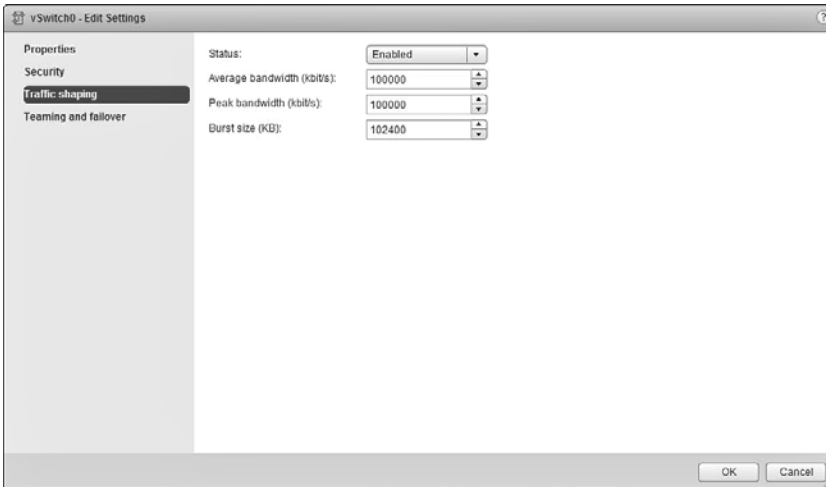 vSwitch0 - Edit Settings
?
Properties
Security
Traffic shaping
Teaming and failover
Status: Enabled
Average bandwidth (kbit/s): 100000
Peak bandwidth (kbit/s): 100000
Burst size (KB): 102400
OK Cancel